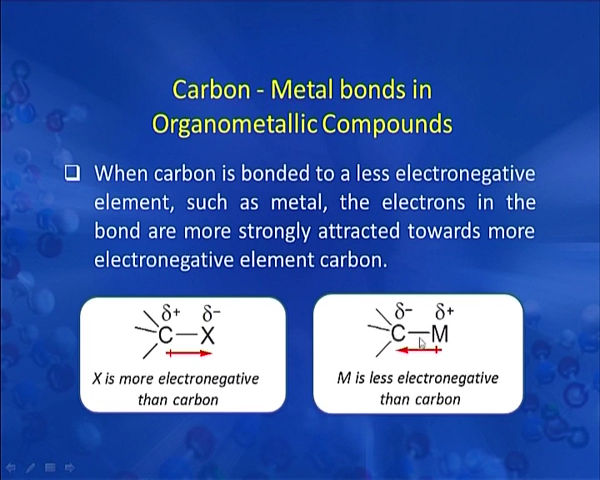 Carbon - Metal bonds in
Organometallic Compounds
❑ When carbon is bonded to a less electronegative
element, such as metal, the electrons in the
bond are more strongly attracted towards more
electronegative element carbon.
δ+ δ-
C—X
X is more electronegative
than carbon
δ- δ+
C—M
M is less electronegative
than carbon